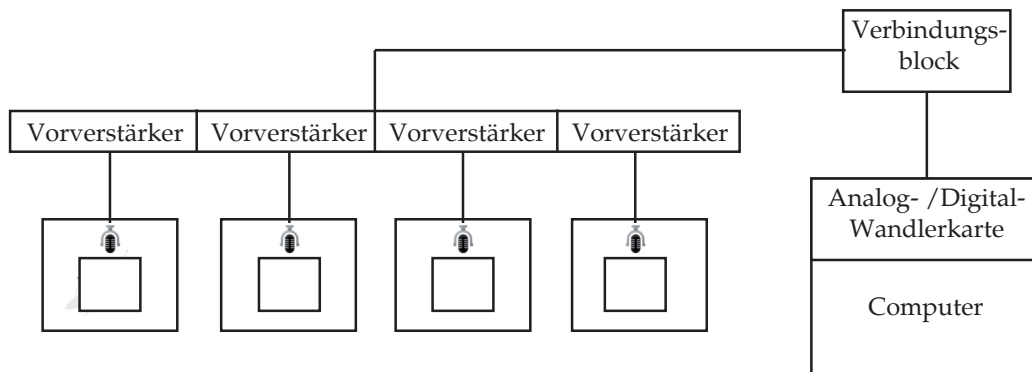 Verbindungs-
block
Vorverstärker Vorverstärker Vorverstärker Vorverstärker
Analog- /Digital-
Wandlerkarte
Computer